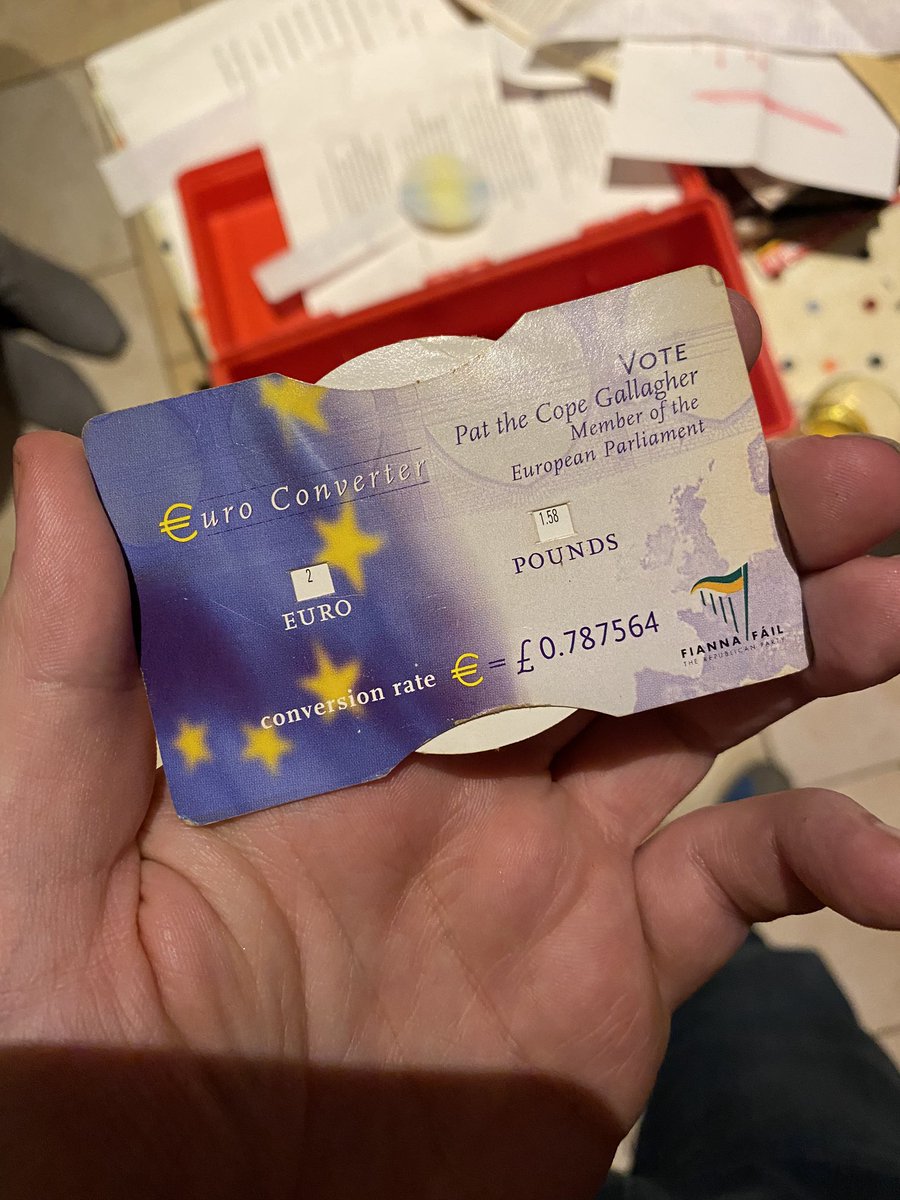 VOTE
Pat the Cope Gallagher
Member of the
European Parliament
€uro Converter
1.58
POUNDS
2
EURO
conversion rate € = £0.787564
FIANNA FÁIL
THE REPUBLICAN PARTY